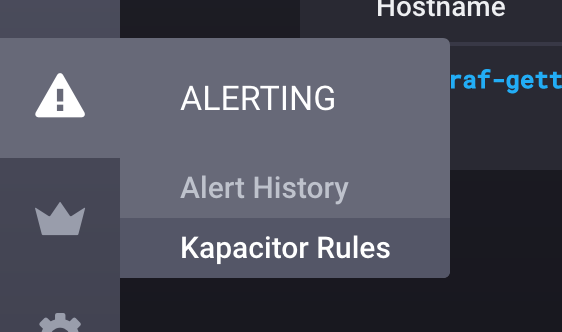 Hostname
raf-gett
ALERTING
Alert History
Kapacitor Rules